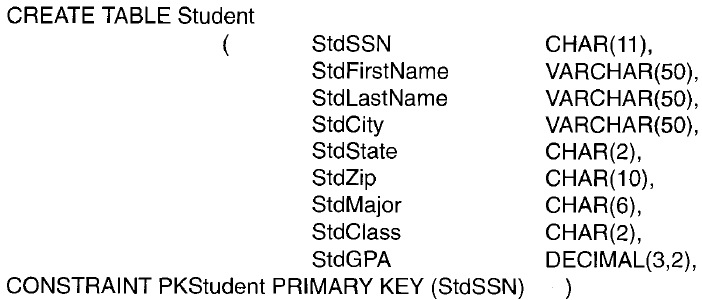 CREATE TABLE Student
( StdSSN CHAR(11),
StdFirstName VARCHAR(50),
StdLastName VARCHAR(50),
StdCity VARCHAR(50),
StdState CHAR(2),
StdZip CHAR(10),
StdMajor CHAR(6),
StdClass CHAR(2),
StdGPA DECIMAL(3,2),
CONSTRAINT PKStudent PRIMARY KEY (StdSSN) )